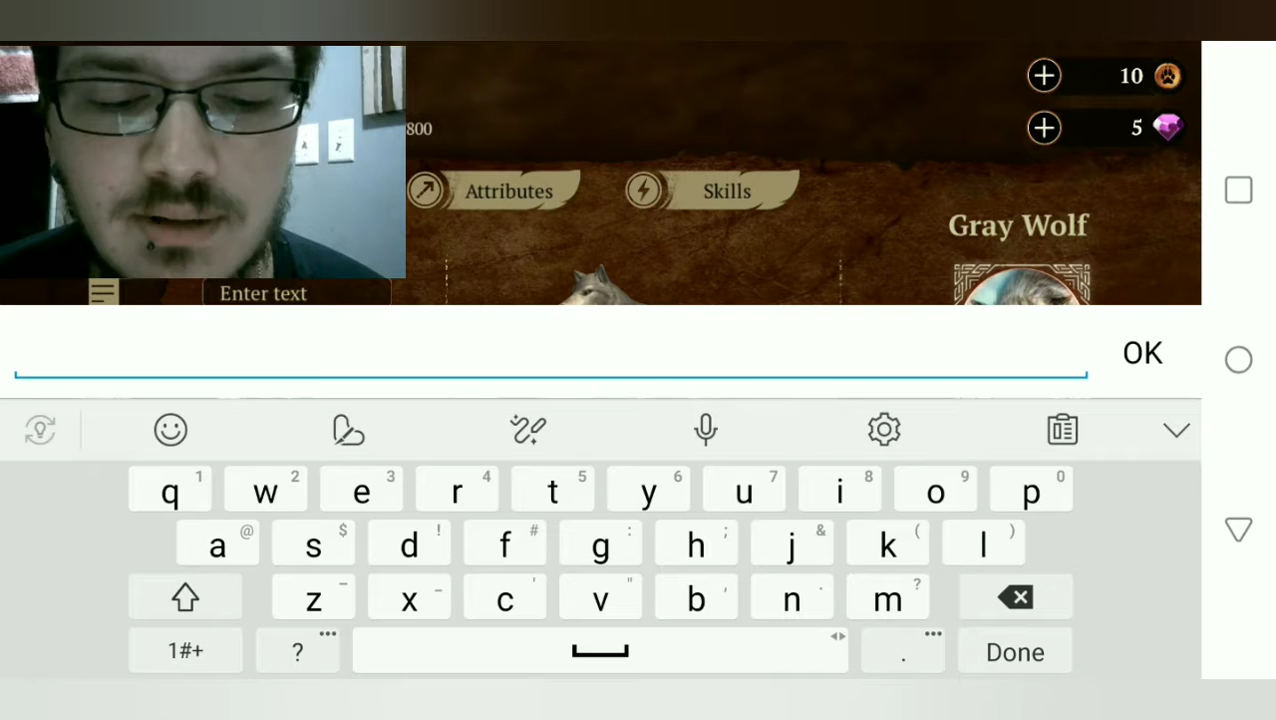 10
800
5
Attributes
Skills
Gray Wolf
Enter text
OK
q 1 w 2 e 3 r 4 t 5 y 6 u 7 i 8 o 9 p 0
a @ s $ d ! f # g : h ; j & k ( l )
z - x - c ' v " b , n . m ?
1#+ ? ... . ... Done